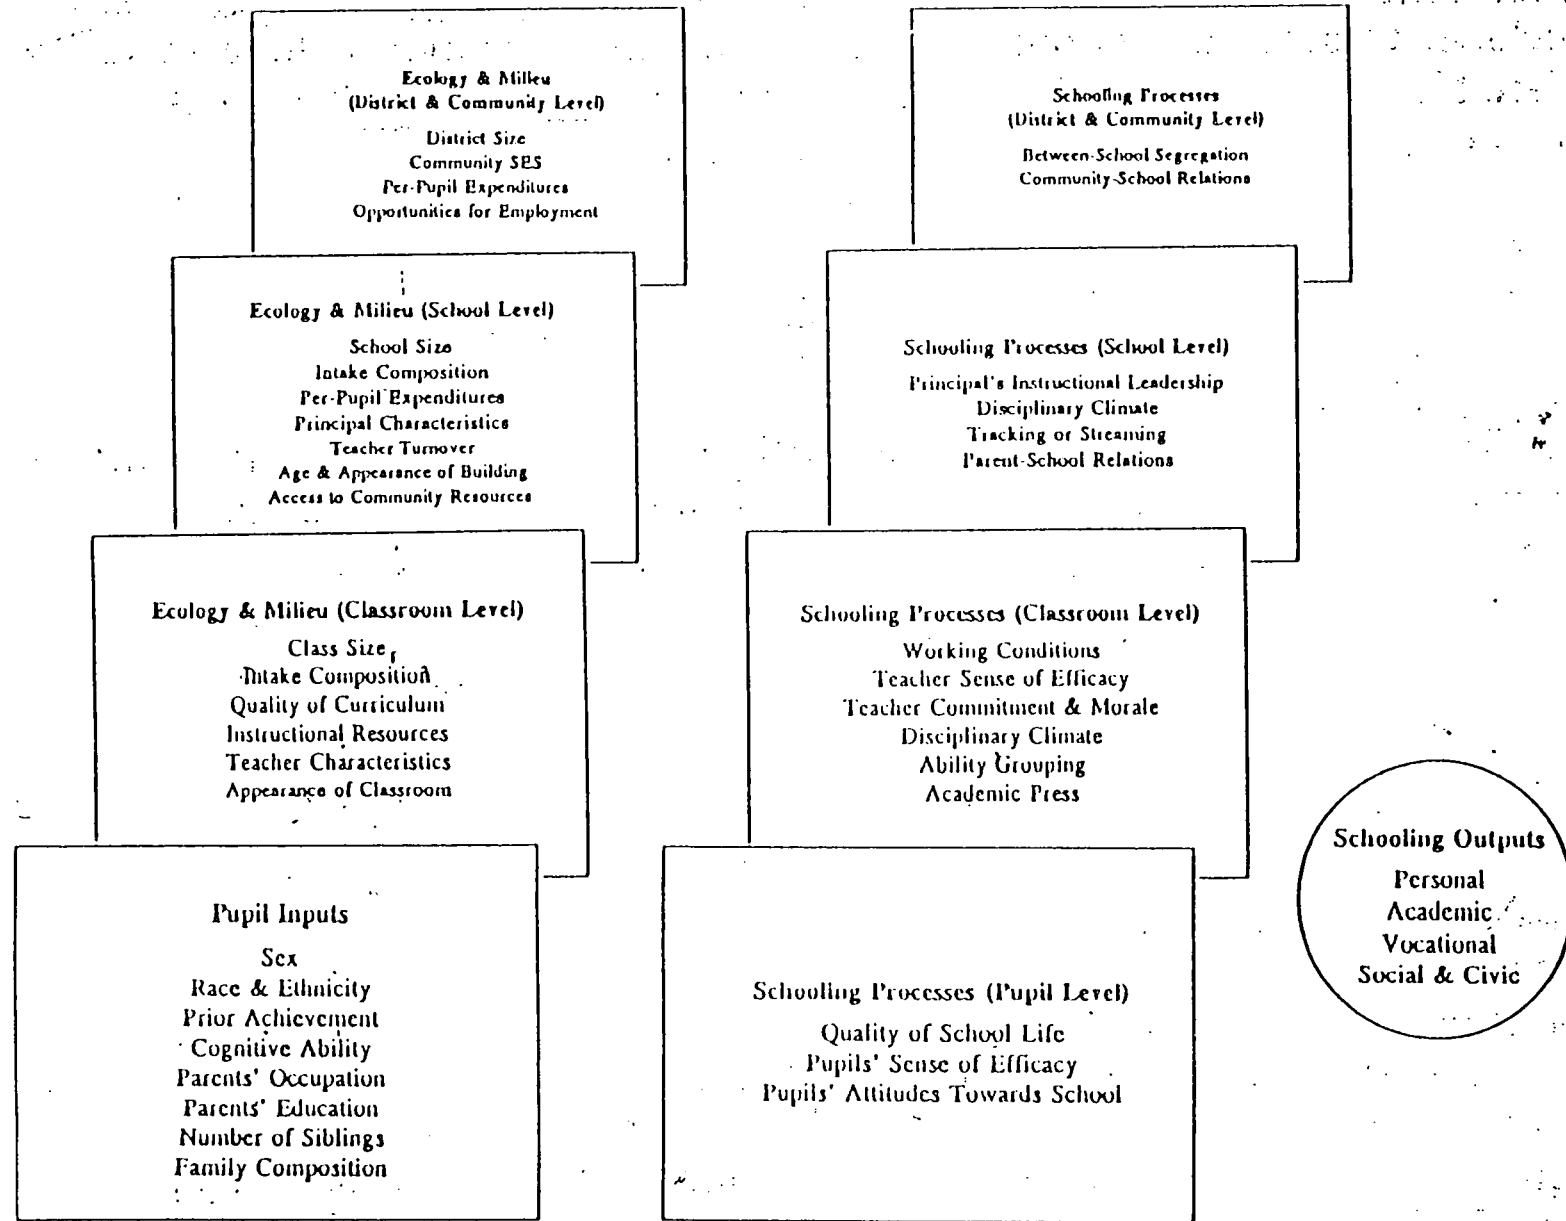 Ecology & Milieu
(District & Community Level)
District Size
Community SES
Per-Pupil Expenditures
Opportunities for Employment
Schooling Processes
(District & Community Level)
Between-School Segregation
Community-School Relations
Ecology & Milieu (School Level)
School Size
Intake Composition
Per-Pupil Expenditures
Principal Characteristics
Teacher Turnover
Age & Appearance of Building
Access to Community Resources
Schooling Processes (School Level)
Principal's Instructional Leadership
Disciplinary Climate
Tracking or Streaming
Parent-School Relations
Ecology & Milieu (Classroom Level)
Class Size
Intake Composition
Quality of Curriculum
Instructional Resources
Teacher Characteristics
Appearance of Classroom
Schooling Processes (Classroom Level)
Working Conditions
Teacher Sense of Efficacy
Teacher Commitment & Morale
Disciplinary Climate
Ability Grouping
Academic Press
Pupil Inputs
Sex
Race & Ethnicity
Prior Achievement
Cognitive Ability
Parents' Occupation
Parents' Education
Number of Siblings
Family Composition
Schooling Processes (Pupil Level)
Quality of School Life
Pupils' Sense of Efficacy
Pupils' Attitudes Towards School
Schooling Outputs
Personal
Academic
Vocational
Social & Civic